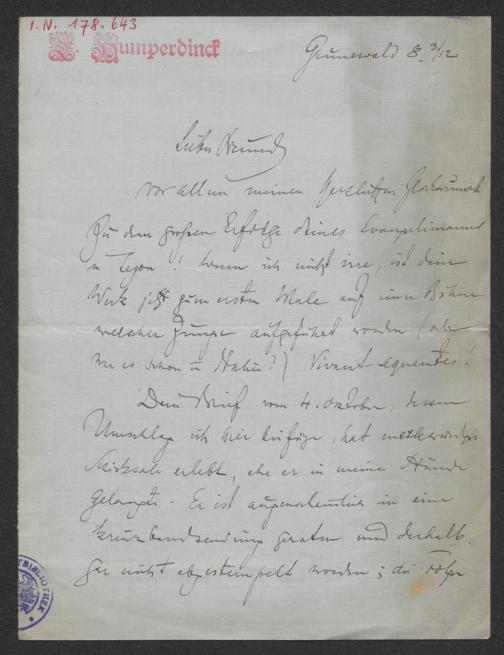 I. N. 178.643
E. Humperdinck
Grunewald 8 3/12
Lieber Freund
Vor allem meinen herzlichsten Glückwunsch
zu dem großen Erfolge deines Evangelimannes
in Lyon! Wenn ich nicht irre, ist dein
Werk jetzt zum ersten Male auf einer Bühne
welscher Zunge aufgeführt worden (oder
war es schon in Italien?) Vivant sequentes!
Dein Brief vom 4. Oktober, dessen
Umschlag ich hier beifüge, hat merkwürdige
Schicksale erlebt, ehe er in meine Hände
gelangte. Er ist augenscheinlich in eine
Kreuzbandsendung geraten und deshalb
gar nicht abgestempelt worden; die Folge
BIBLIOTHEK